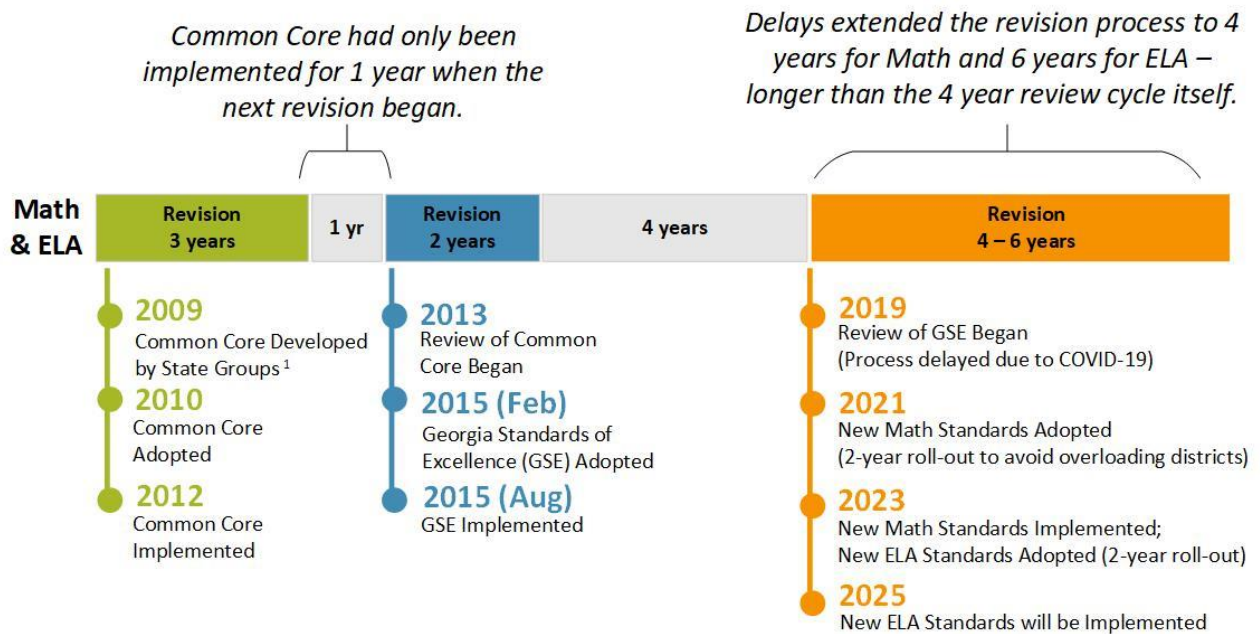 Common Core had only been
implemented for 1 year when the
next revision began.
Delays extended the revision process to 4
years for Math and 6 years for ELA –
longer than the 4 year review cycle itself.
Math
& ELA
Revision
3 years
1 yr
Revision
2 years
4 years
Revision
4 – 6 years
2009
Common Core Developed
by State Groups 1
2010
Common Core
Adopted
2012
Common Core
Implemented
2013
Review of Common
Core Began
2015 (Feb)
Georgia Standards of
Excellence (GSE) Adopted
2015 (Aug)
GSE Implemented
2019
Review of GSE Began
(Process delayed due to COVID-19)
2021
New Math Standards Adopted
(2-year roll-out to avoid overloading districts)
2023
New Math Standards Implemented;
New ELA Standards Adopted (2-year roll-out)
2025
New ELA Standards will be Implemented